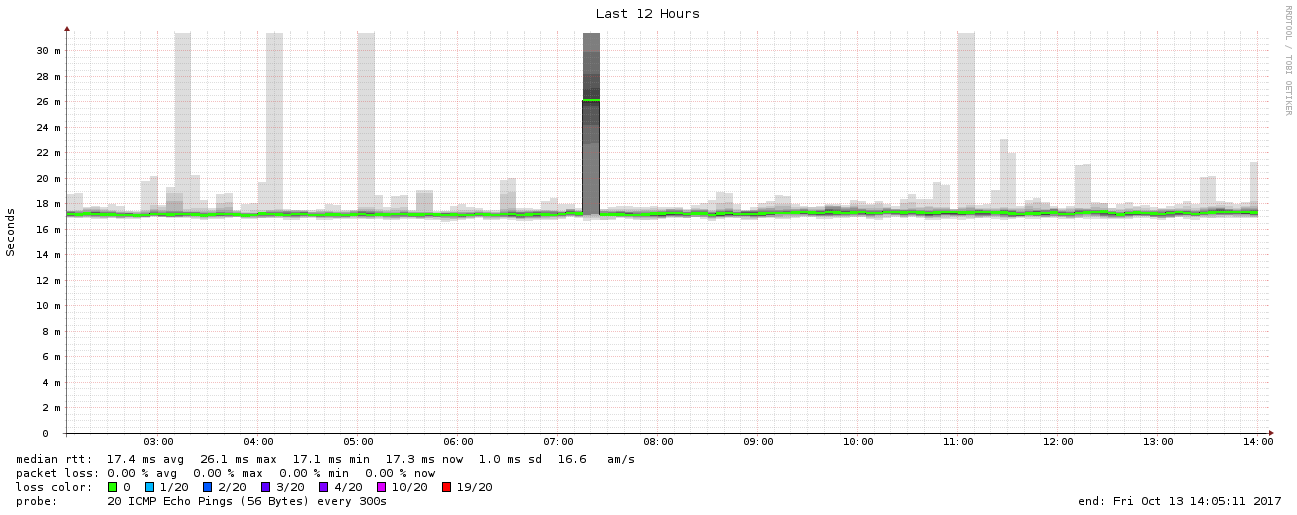 Last 12 Hours
RRDTOOL / TOBI OETIKER
Seconds
30 m
28 m
26 m
24 m
22 m
20 m
18 m
16 m
14 m
12 m
10 m
8 m
6 m
4 m
2 m
0
03:00 04:00 05:00 06:00 07:00 08:00 09:00 10:00 11:00 12:00 13:00 14:00
median rtt: 17.4 ms avg 26.1 ms max 17.1 ms min 17.3 ms now 1.0 ms sd 16.6 am/s
packet loss: 0.00 % avg 0.00 % max 0.00 % min 0.00 % now
loss color: 0 1/20 2/20 3/20 4/20 10/20 19/20
probe: 20 ICMP Echo Pings (56 Bytes) every 300s end: Fri Oct 13 14:05:11 2017